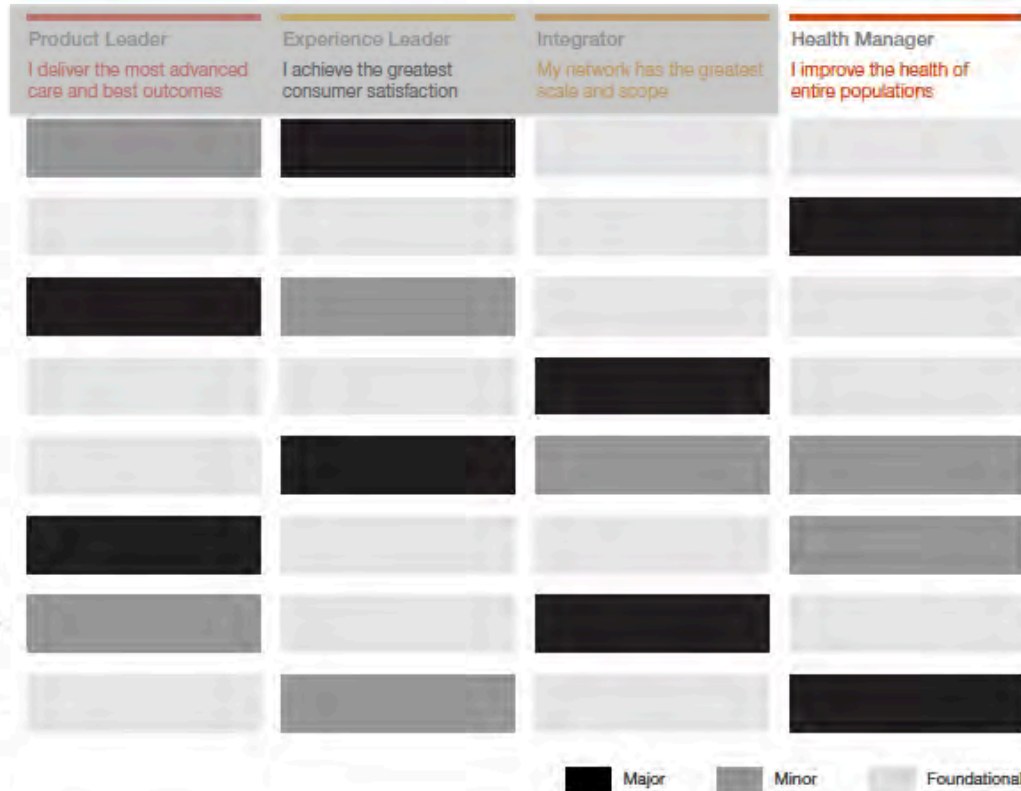 Product Leader
I deliver the most advanced
care and best outcomes
Experience Leader
I achieve the greatest
consumer satisfaction
Integrator
My network has the greatest
scale and scope
Health Manager
I improve the health of
entire populations
Major
Minor
Foundational